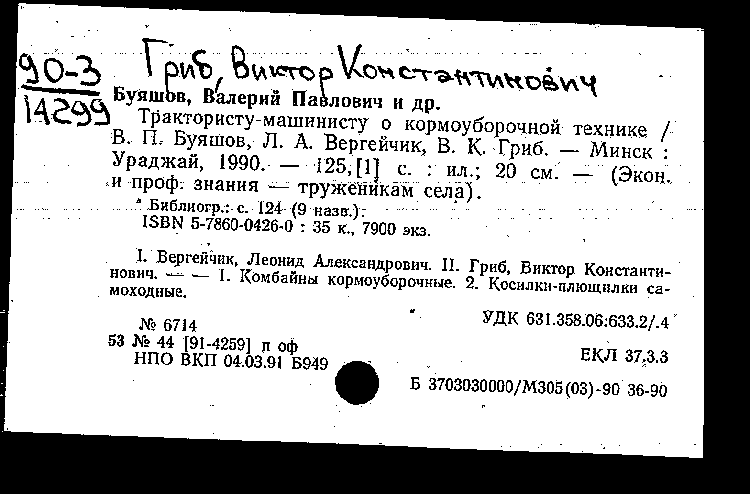 Гриб, Виктор Константинович
90-3
14299
Буяшов, Валерий Павлович и др.
Трактористу-машинисту о кормоуборочной технике /
В. П. Буяшов, Л. А. Вергейчик, В. К. Гриб. — Минск :
Ураджай, 1990. — 125,[1] с. : ил.; 20 см. — (Экон.
и проф. знания — труженикам села).
Библиогр.: с. 124 (9 назв.).
ISBN 5-7860-0426-0 : 35 к., 7900 экз.
I. Вергейчик, Леонид Александрович. II. Гриб, Виктор Константи-
нович. — — 1. Комбайны кормоуборочные. 2. Косилки-плющилки са-
моходные.
УДК 631.358.06:633.2/.4
№ 6714
53 № 44 [91-4259] п оф
НПО ВКП 04.03.91 Б949
ЕКЛ 37.3.3
Б 3703030000/М305(03)-90 36-90